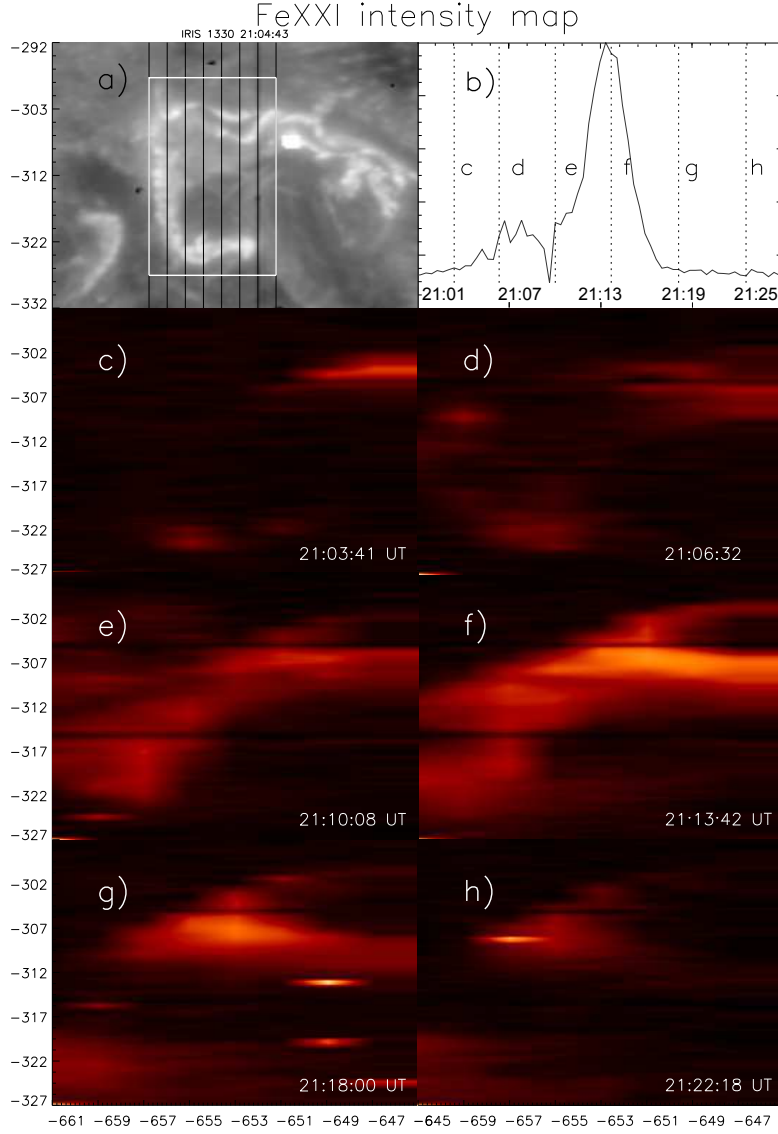 FeXXI intensity map
IRIS 1330 21:04:43
a)
b)
−292
−303
−312
−322
−332
c
d
e
f
g
h
21:01
21:07
21:13
21:19
21:25
c)
d)
−302
−307
−312
−317
−322
−327
21:03:41 UT
21:06:32
e)
f)
−302
−307
−312
−317
−322
−327
21:10:08 UT
21:13:42 UT
g)
h)
−302
−307
−312
−317
−322
−327
21:18:00 UT
21:22:18 UT
−661 −659 −657 −655 −653 −651 −649 −647 −645 −659 −657 −655 −653 −651 −649 −647